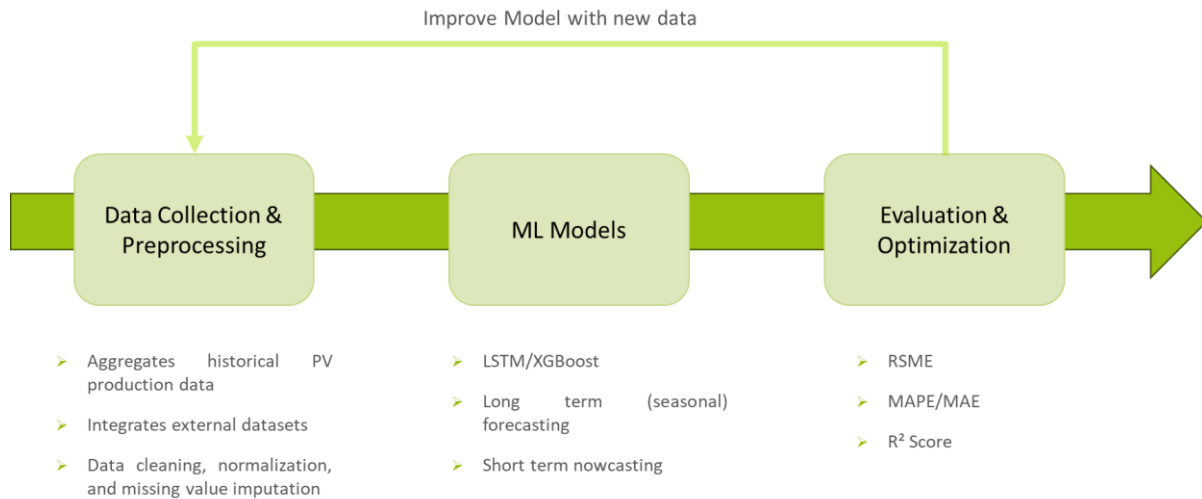 Improve Model with new data
Data Collection &
Preprocessing
ML Models
Evaluation &
Optimization
Aggregates historical PV
production data
Integrates external datasets
Data cleaning, normalization,
and missing value imputation
LSTM/XGBoost
Long term (seasonal)
forecasting
Short term nowcasting
RSME
MAPE/MAE
R² Score